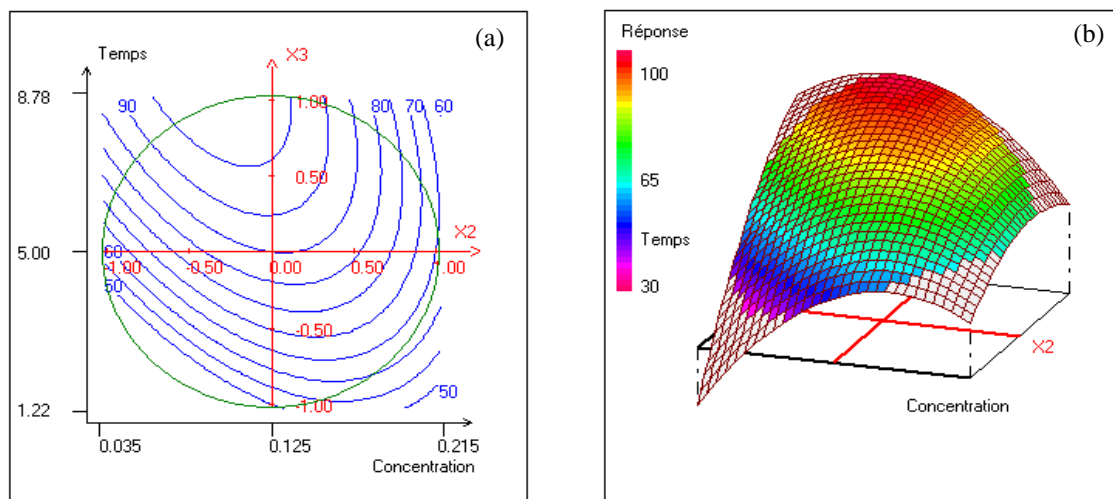 (a)
Temps
X3
8.78
90
1.00
80
70
60
0.50
X2
5.00
60
-1.00
-0.50
0.00
0.50
1.00
50
-0.50
50
1.22
-1.00
0.035
0.125
0.215
Concentration
(b)
Réponse
100
65
Temps
30
X2
Concentration